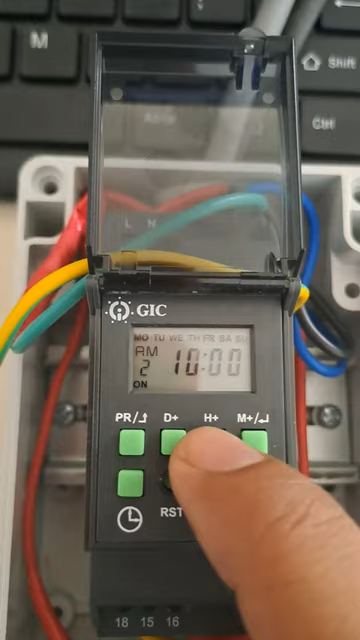 M
Shift
Ctrl
L N
GIC
MO TU WE TH FR SA SU
AM
2 10:00
ON
PR/⮥ D+ H+ M+/↵
RST
18 15 16